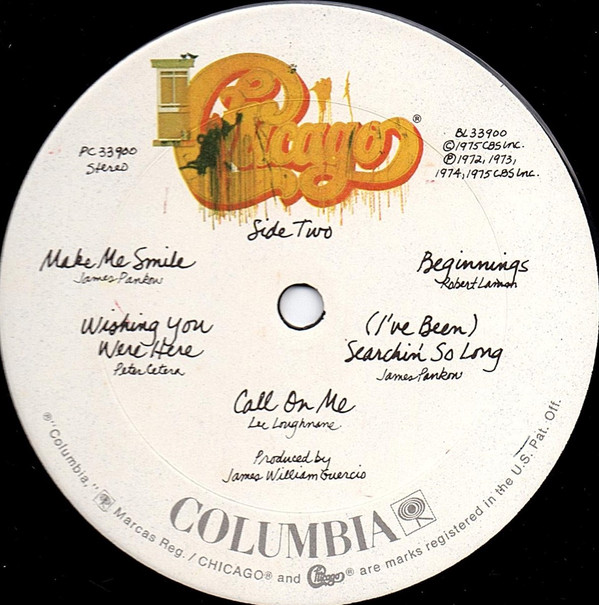 Chicago®
PC 33900
Stereo
BL 33900
©1975 CBS Inc.
℗1972, 1973,
1974, 1975 CBS Inc.
Side Two
Make Me Smile
James Pankow
Beginnings
Robert Lamm
Wishing You
Were Here
Peter Cetera
(I've Been)
Searchin' So Long
James Pankow
Call On Me
Lee Loughnane
Produced by
James William Guercio
COLUMBIA
®"Columbia," Marcas Reg. / CHICAGO® and Chicago® are marks registered in the U.S. Pat. Off.